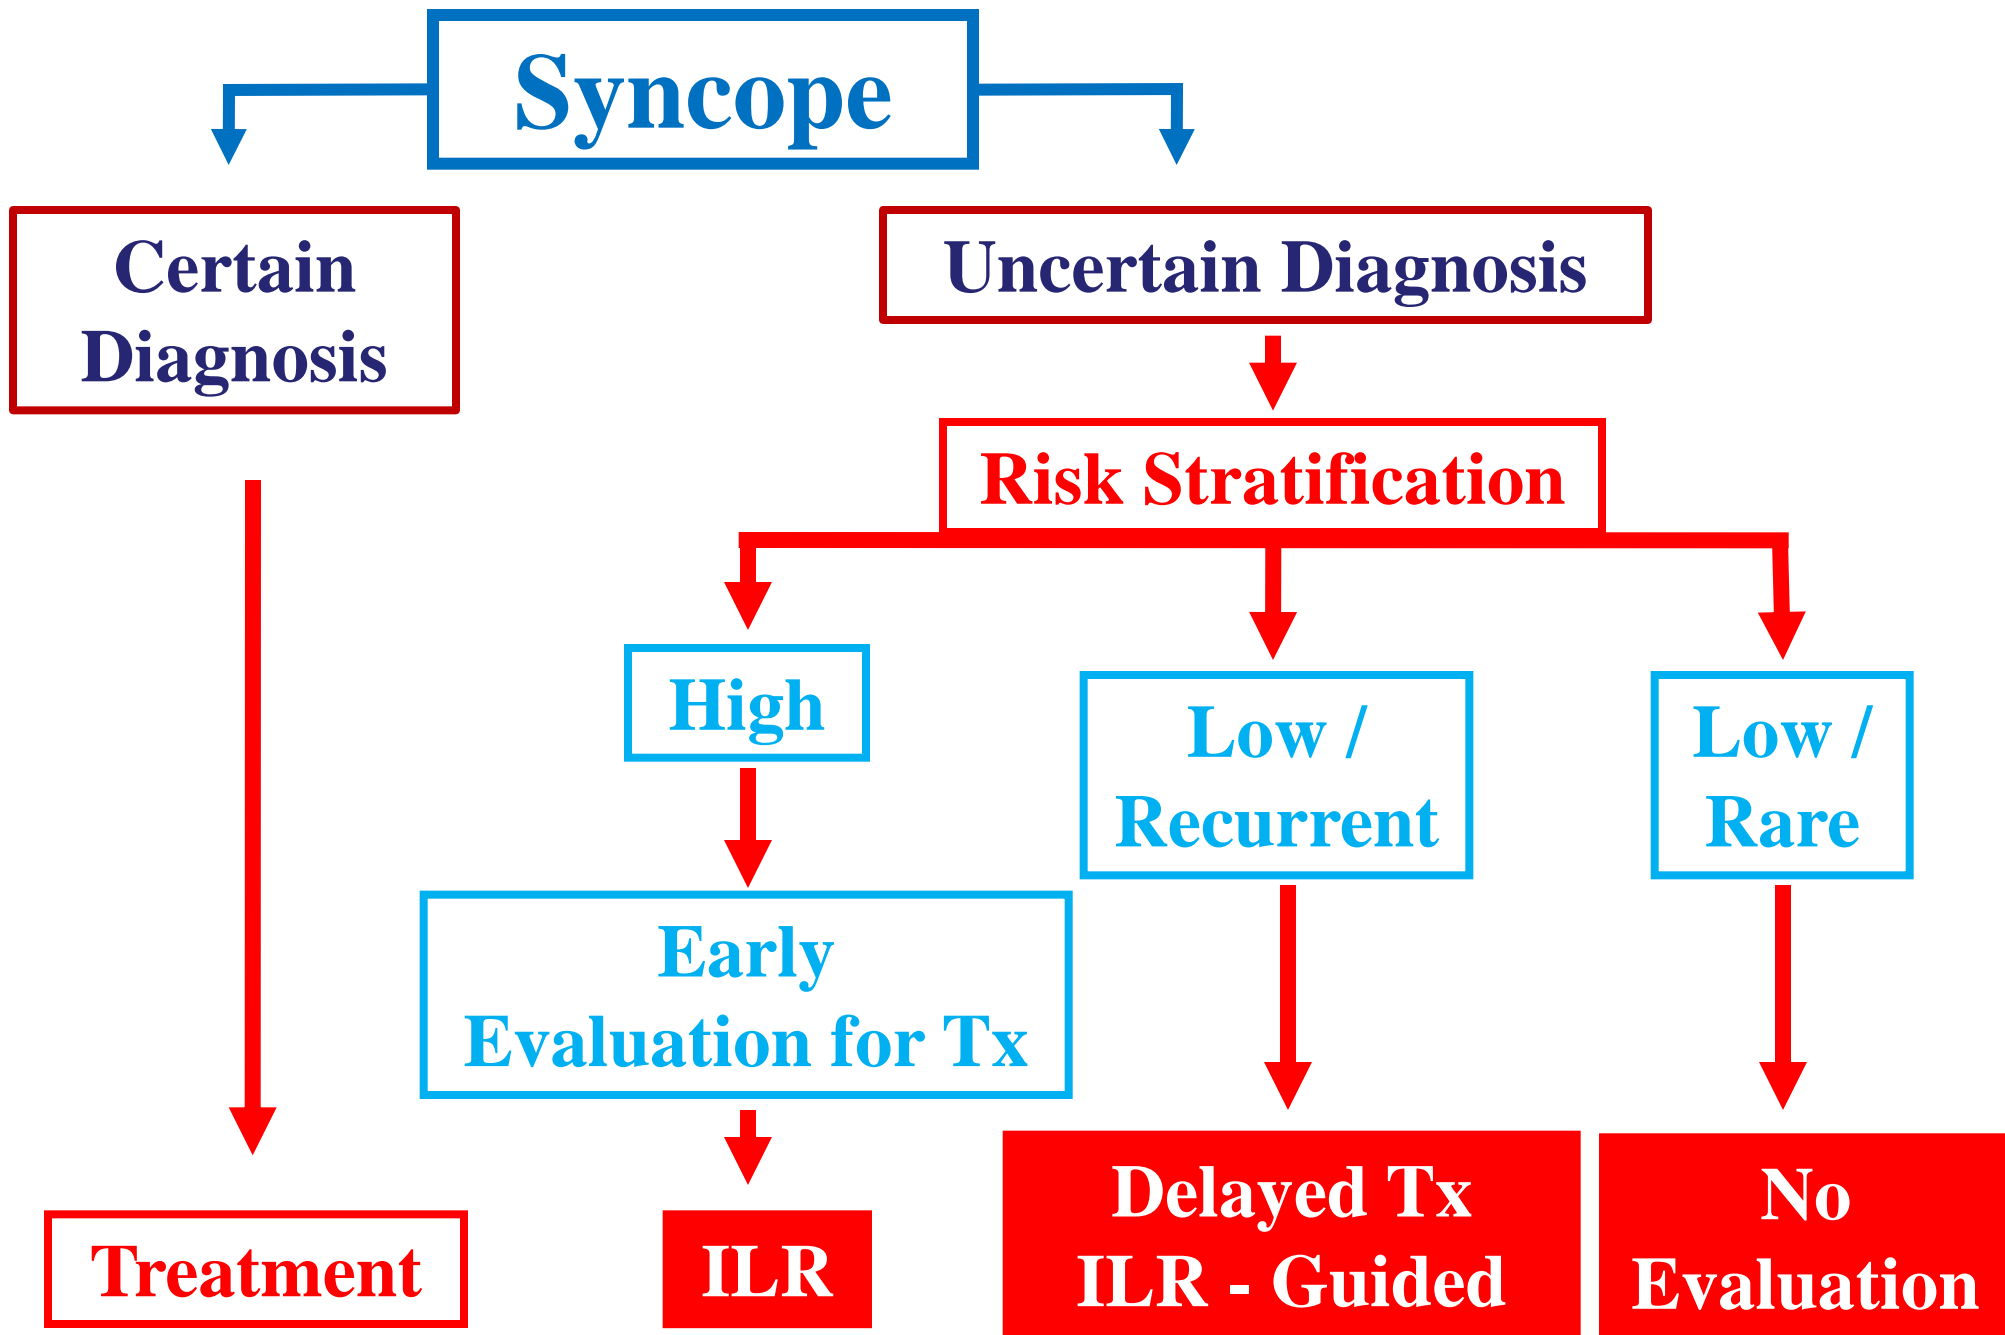 Syncope
Certain
Diagnosis
Uncertain Diagnosis
Risk Stratification
High
Low /
Recurrent
Low /
Rare
Early
Evaluation for Tx
Treatment
ILR
Delayed Tx
ILR - Guided
No
Evaluation